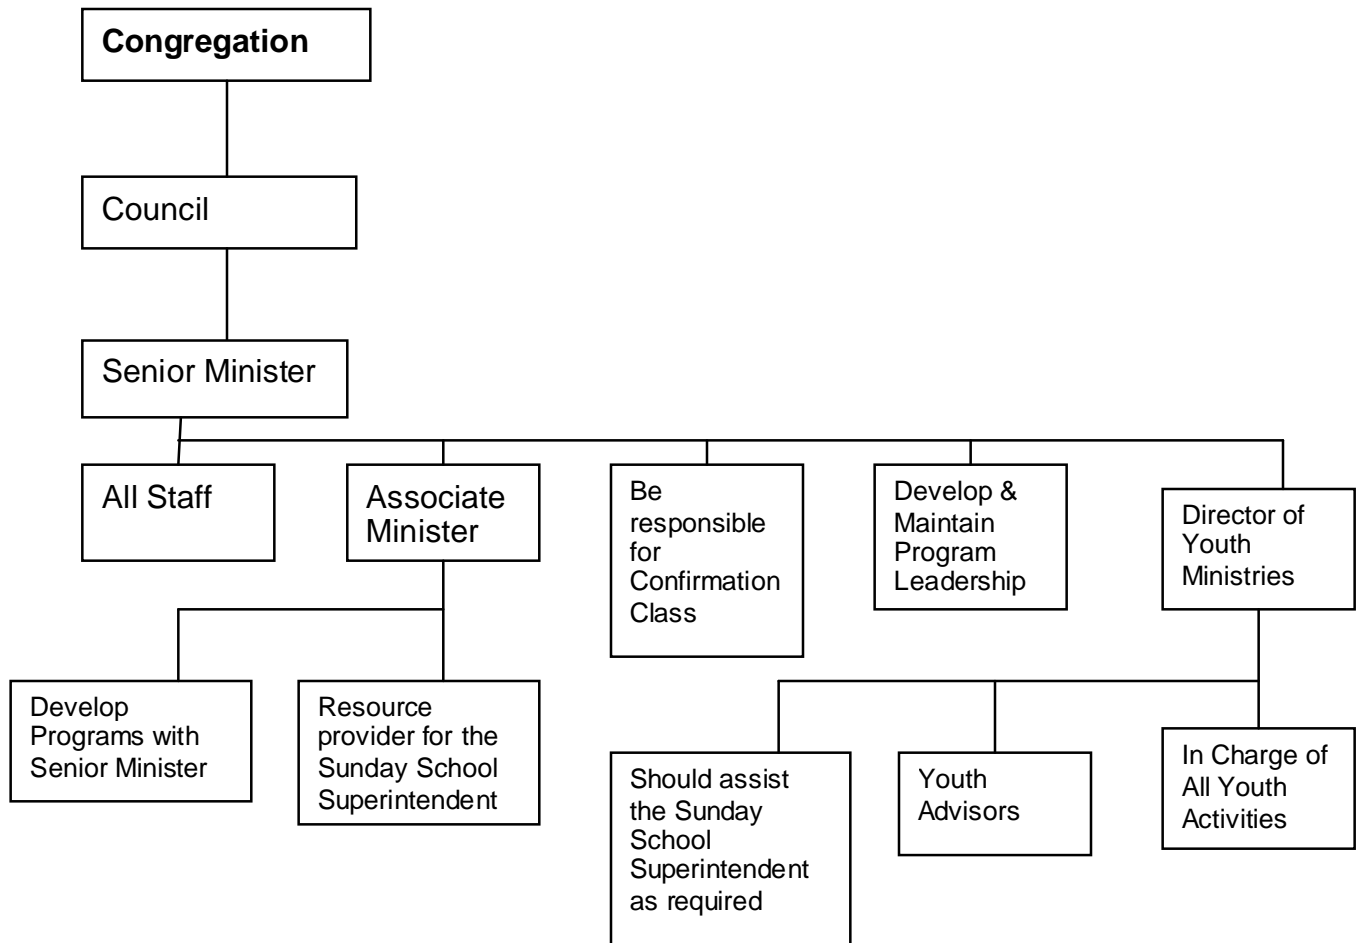 Congregation
Council
Senior Minister
All Staff
Associate
Minister
Be
responsible
for
Confirmation
Class
Develop &
Maintain
Program
Leadership
Director of
Youth
Ministries
Develop
Programs with
Senior Minister
Resource
provider for the
Sunday School
Superintendent
Should assist
the Sunday
School
Superintendent
as required
Youth
Advisors
In Charge of
All Youth
Activities